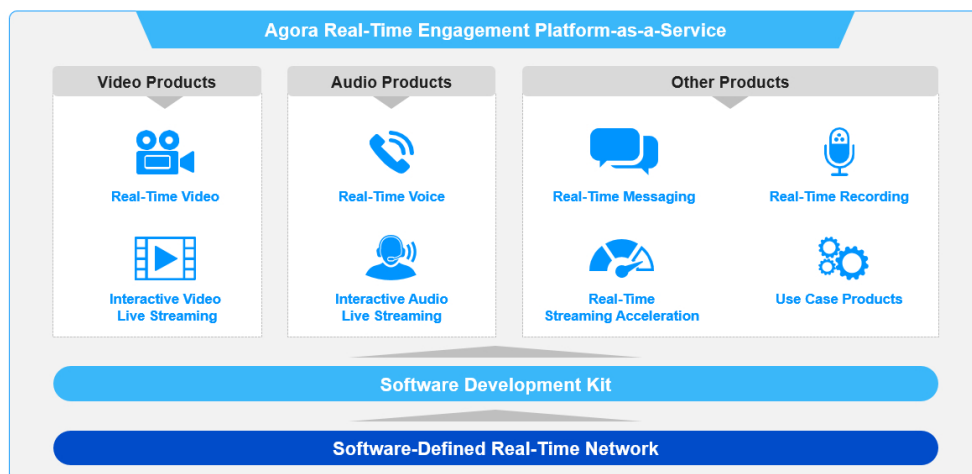 Agora Real-Time Engagement Platform-as-a-Service
Video Products
Real-Time Video
Interactive Video
Live Streaming
Audio Products
Real-Time Voice
Interactive Audio
Live Streaming
Other Products
Real-Time Messaging
Real-Time Recording
Real-Time
Streaming Acceleration
Use Case Products
Software Development Kit
Software-Defined Real-Time Network